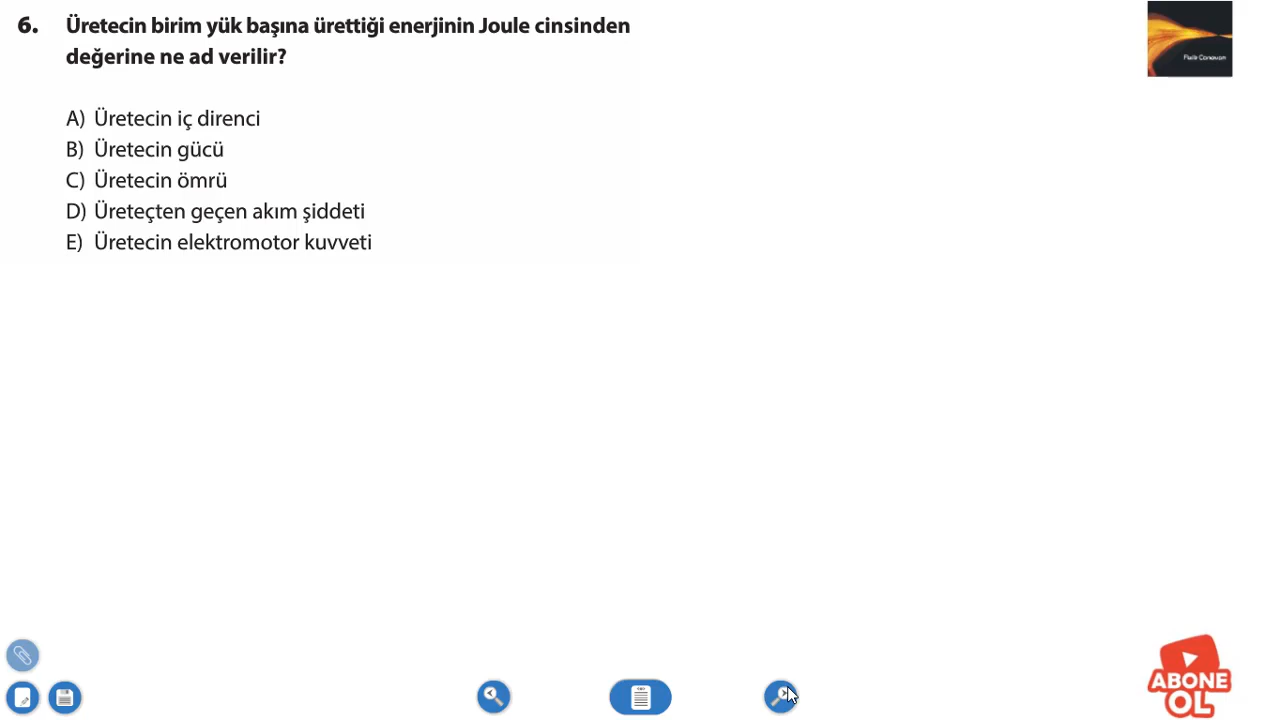 6. Üretecin birim yük başına ürettiği enerjinin Joule cinsinden
değerine ne ad verilir?
A) Üretecin iç direnci
B) Üretecin gücü
C) Üretecin ömrü
D) Üreteçten geçen akım şiddeti
E) Üretecin elektromotor kuvveti
ABONE
OL